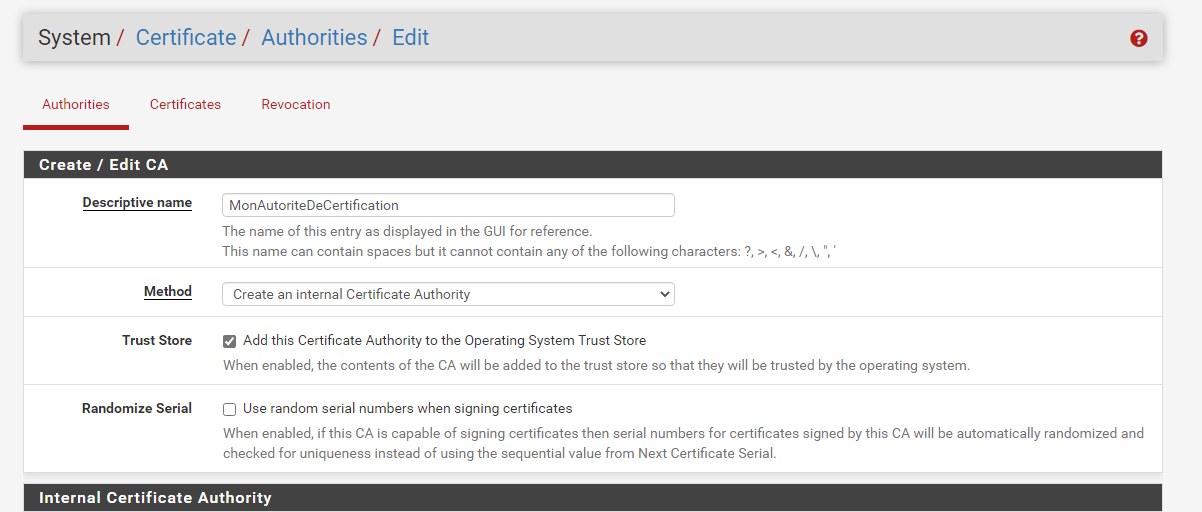 System / Certificate / Authorities / Edit
Authorities Certificates Revocation
Create / Edit CA
Descriptive name MonAutoriteDeCertification
The name of this entry as displayed in the GUI for reference.
This name can contain spaces but it cannot contain any of the following characters: ?, >, <, &, /, \, ", '
Method Create an internal Certificate Authority
Trust Store Add this Certificate Authority to the Operating System Trust Store
When enabled, the contents of the CA will be added to the trust store so that they will be trusted by the operating system.
Randomize Serial Use random serial numbers when signing certificates
When enabled, if this CA is capable of signing certificates then serial numbers for certificates signed by this CA will be automatically randomized and
checked for uniqueness instead of using the sequential value from Next Certificate Serial.
Internal Certificate Authority